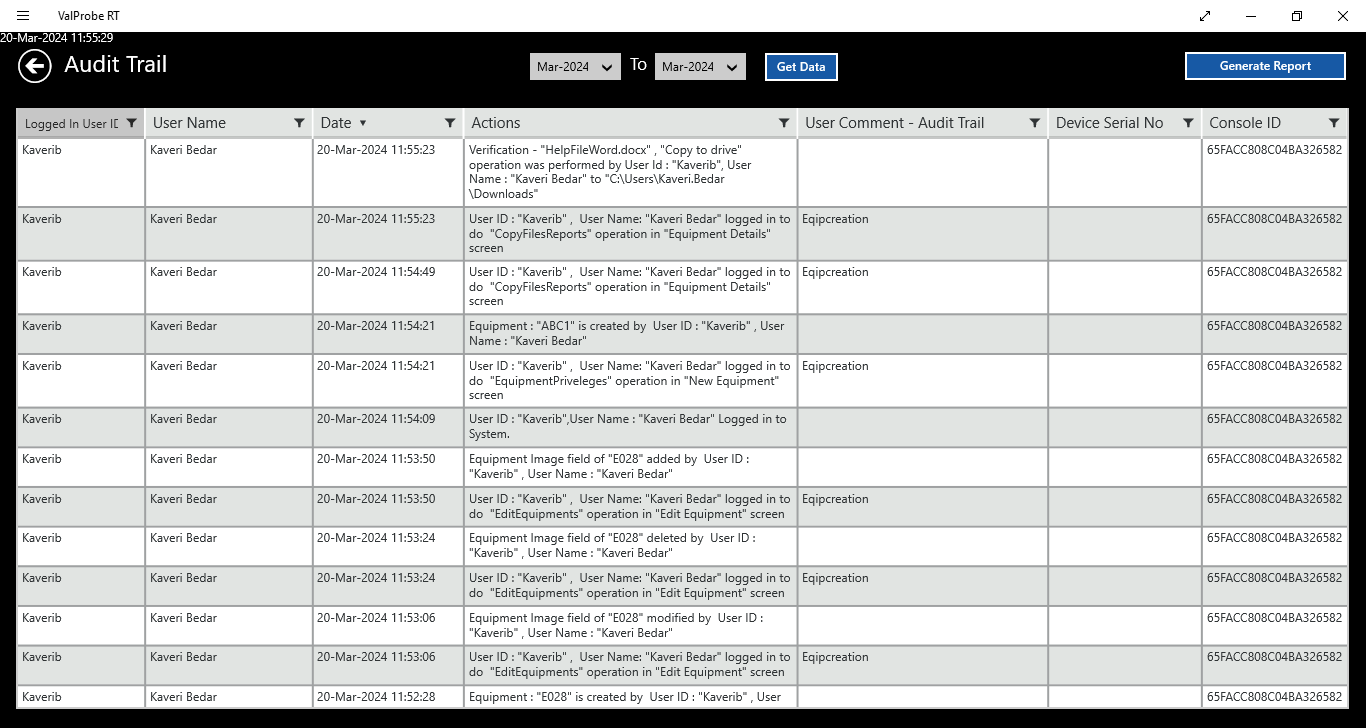 ValProbe RT
20-Mar-2024 11:55:29
Audit Trail
Mar-2024 To Mar-2024 Get Data Generate Report
Logged In User ID User Name Date Actions User Comment - Audit Trail Device Serial No Console ID
Kaverib Kaveri Bedar 20-Mar-2024 11:55:23 Verification - "HelpFileWord.docx" , "Copy to drive" 65FACC808C04BA326582
operation was performed by User Id : "Kaverib", User
Name : "Kaveri Bedar" to "C:\Users\Kaveri.Bedar
\Downloads"
Kaverib Kaveri Bedar 20-Mar-2024 11:55:23 User ID : "Kaverib" , User Name: "Kaveri Bedar" logged in to Eqipcreation 65FACC808C04BA326582
do "CopyFilesReports" operation in "Equipment Details"
screen
Kaverib Kaveri Bedar 20-Mar-2024 11:54:49 User ID : "Kaverib" , User Name: "Kaveri Bedar" logged in to Eqipcreation 65FACC808C04BA326582
do "CopyFilesReports" operation in "Equipment Details"
screen
Kaverib Kaveri Bedar 20-Mar-2024 11:54:21 Equipment : "ABC1" is created by User ID : "Kaverib" , User 65FACC808C04BA326582
Name : "Kaveri Bedar"
Kaverib Kaveri Bedar 20-Mar-2024 11:54:21 User ID : "Kaverib" , User Name: "Kaveri Bedar" logged in to Eqipcreation 65FACC808C04BA326582
do "EquipmentPriveleges" operation in "New Equipment"
screen
Kaverib Kaveri Bedar 20-Mar-2024 11:54:09 User ID : "Kaverib",User Name : "Kaveri Bedar" Logged in to 65FACC808C04BA326582
System.
Kaverib Kaveri Bedar 20-Mar-2024 11:53:50 Equipment Image field of "E028" added by User ID : 65FACC808C04BA326582
"Kaverib" , User Name : "Kaveri Bedar"
Kaverib Kaveri Bedar 20-Mar-2024 11:53:50 User ID : "Kaverib" , User Name: "Kaveri Bedar" logged in to Eqipcreation 65FACC808C04BA326582
do "EditEquipments" operation in "Edit Equipment" screen
Kaverib Kaveri Bedar 20-Mar-2024 11:53:24 Equipment Image field of "E028" deleted by User ID : 65FACC808C04BA326582
"Kaverib" , User Name : "Kaveri Bedar"
Kaverib Kaveri Bedar 20-Mar-2024 11:53:24 User ID : "Kaverib" , User Name: "Kaveri Bedar" logged in to Eqipcreation 65FACC808C04BA326582
do "EditEquipments" operation in "Edit Equipment" screen
Kaverib Kaveri Bedar 20-Mar-2024 11:53:06 Equipment Image field of "E028" modified by User ID : 65FACC808C04BA326582
"Kaverib" , User Name : "Kaveri Bedar"
Kaverib Kaveri Bedar 20-Mar-2024 11:53:06 User ID : "Kaverib" , User Name: "Kaveri Bedar" logged in to Eqipcreation 65FACC808C04BA326582
do "EditEquipments" operation in "Edit Equipment" screen
Kaverib Kaveri Bedar 20-Mar-2024 11:52:28 Equipment : "E028" is created by User ID : "Kaverib" , User 65FACC808C04BA326582